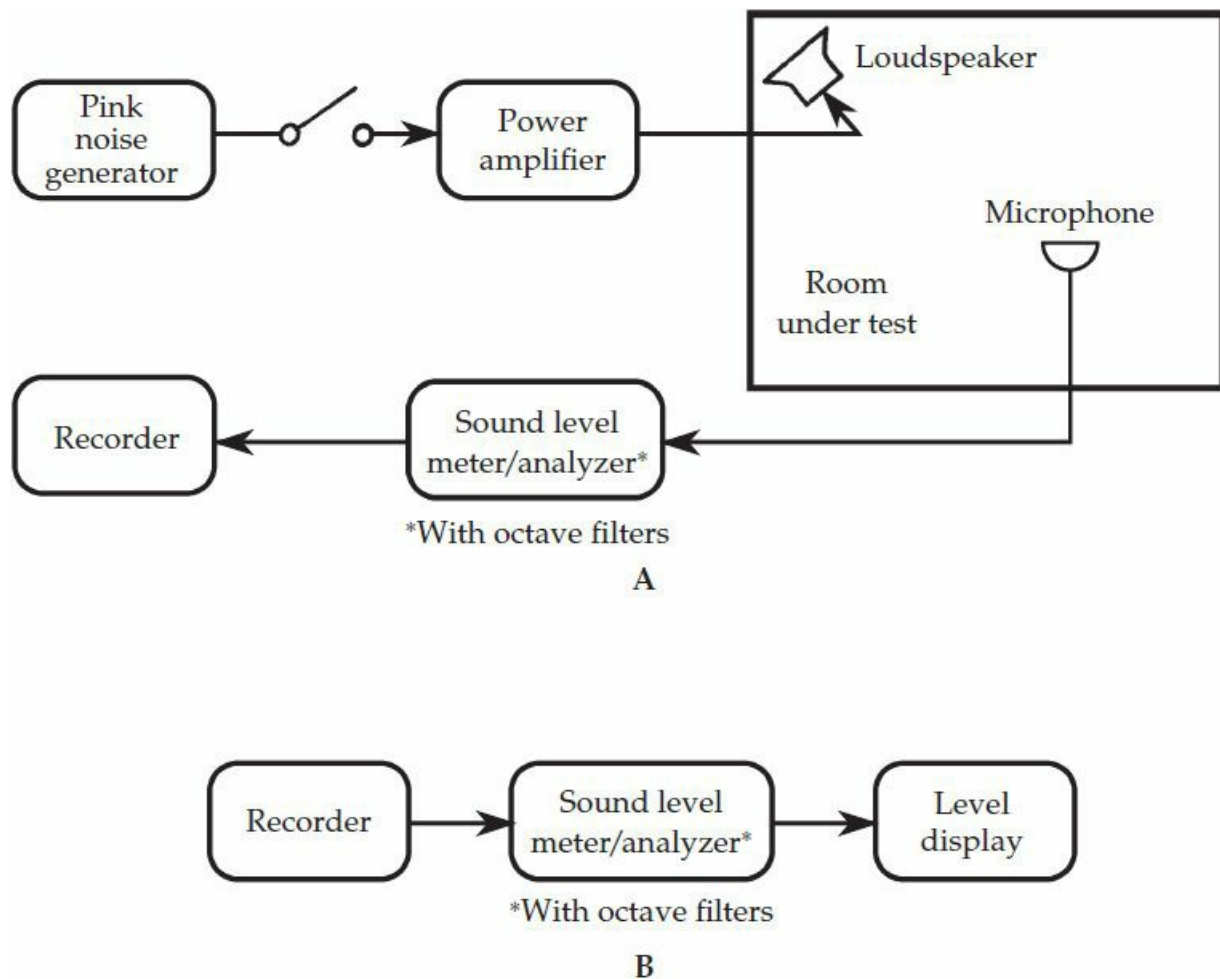 Pink
noise
generator
Power
amplifier
Loudspeaker
Microphone
Room
under test
Recorder
Sound level
meter/analyzer*
*With octave filters
A
Recorder
Sound level
meter/analyzer*
Level
display
*With octave filters
B